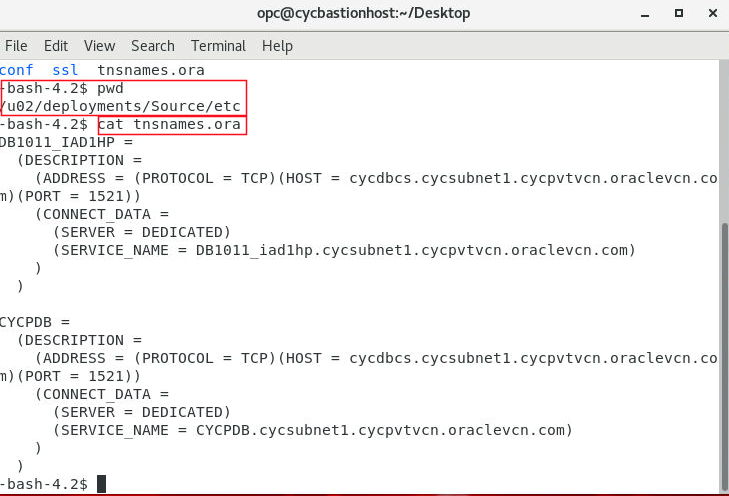 opc@cycbastionhost:~/Desktop
File Edit View Search Terminal Help
conf ssl tnsnames.ora
-bash-4.2$ pwd
/u02/deployments/Source/etc
-bash-4.2$ cat tnsnames.ora
DB1011_IAD1HP =
(DESCRIPTION =
(ADDRESS = (PROTOCOL = TCP)(HOST = cycdbcs.cycsubnet1.cycpvtvcn.oraclevcn.co
m)(PORT = 1521))
(CONNECT_DATA =
(SERVER = DEDICATED)
(SERVICE_NAME = DB1011_iad1hp.cycsubnet1.cycpvtvcn.oraclevcn.com)
)
)
CYCPDB =
(DESCRIPTION =
(ADDRESS = (PROTOCOL = TCP)(HOST = cycdbcs.cycsubnet1.cycpvtvcn.oraclevcn.co
m)(PORT = 1521))
(CONNECT_DATA =
(SERVER = DEDICATED)
(SERVICE_NAME = CYCPDB.cycsubnet1.cycpvtvcn.oraclevcn.com)
)
)
-bash-4.2$